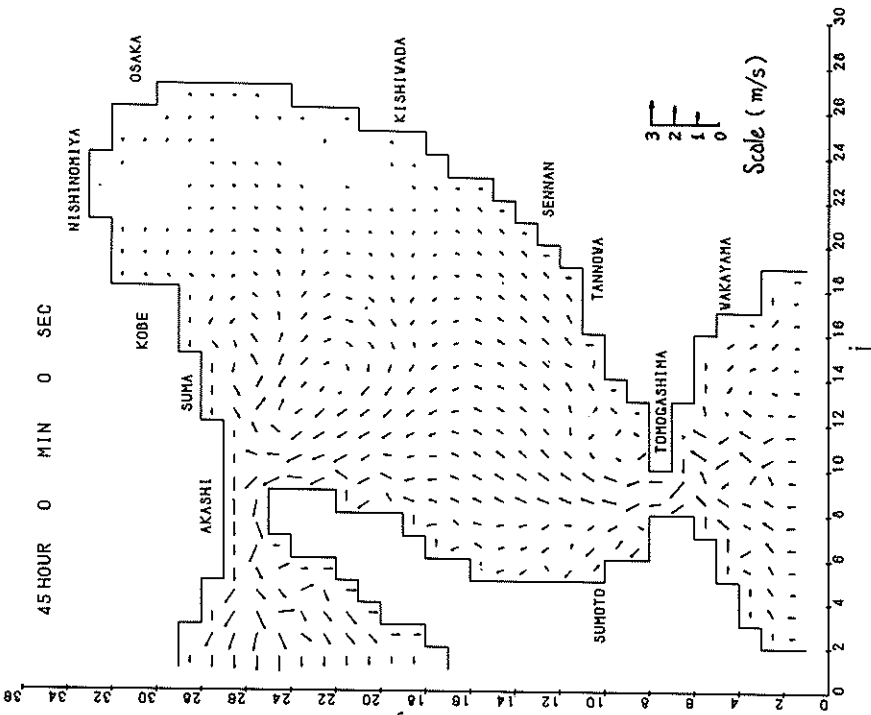 45 HOUR 0 MIN 0 SEC
NISHINOMIYA
OSAKA
KOBE
SUMA
AKASHI
KISHIWADA
SENNAN
TANNOWA
SUMOTO
TOMOGASHIMA
WAKAYAMA
3
2
1
0
Scale (m/s)
36
34
32
30
28
26
24
22
20
18
16
14
12
10
8
6
4
2
0
0 2 4 6 8 10 12 14 16 18 20 22 24 26 28 30
i